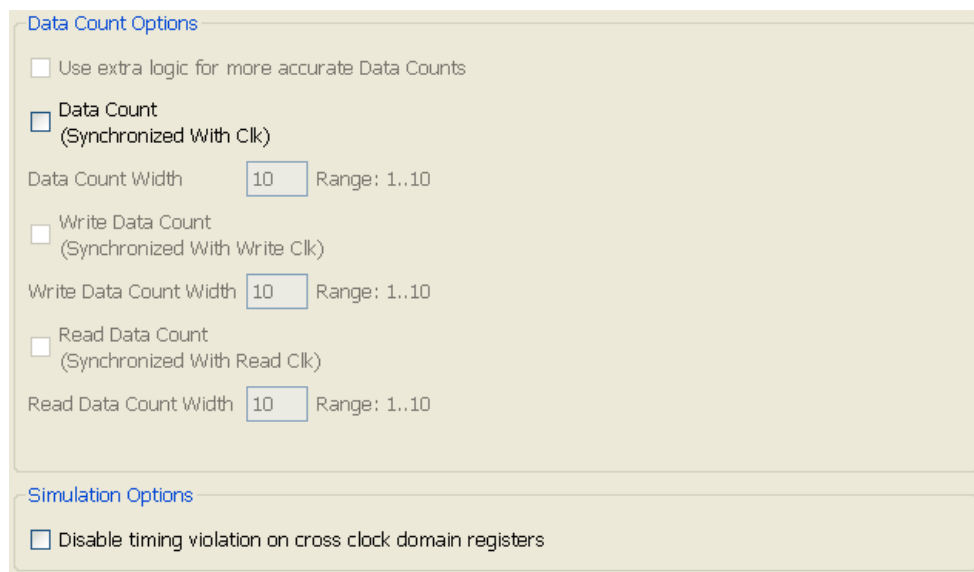 Data Count Options
Use extra logic for more accurate Data Counts
Data Count
(Synchronized With Clk)
Data Count Width 10 Range: 1..10
Write Data Count
(Synchronized With Write Clk)
Write Data Count Width 10 Range: 1..10
Read Data Count
(Synchronized With Read Clk)
Read Data Count Width 10 Range: 1..10
Simulation Options
Disable timing violation on cross clock domain registers